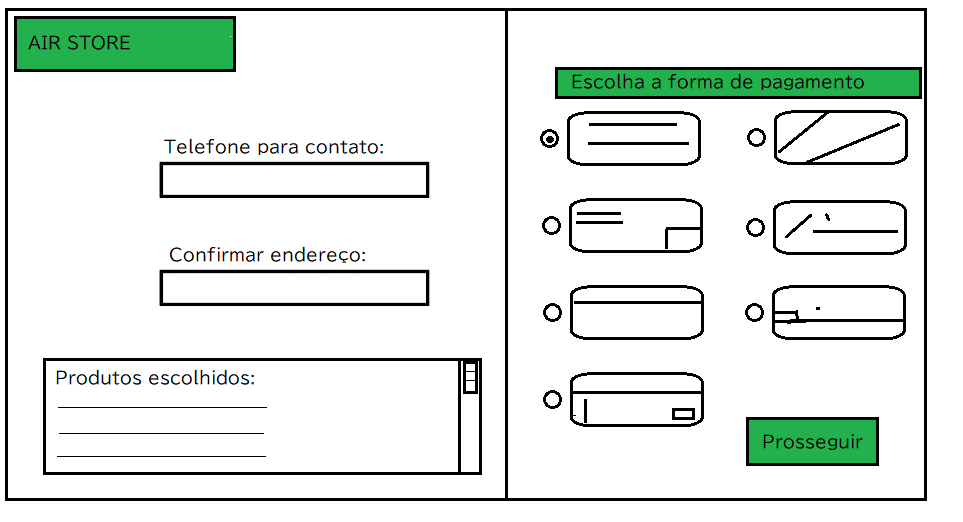 AIR STORE
Telefone para contato:
Confirmar endereço:
Produtos escolhidos:
Escolha a forma de pagamento
Prosseguir